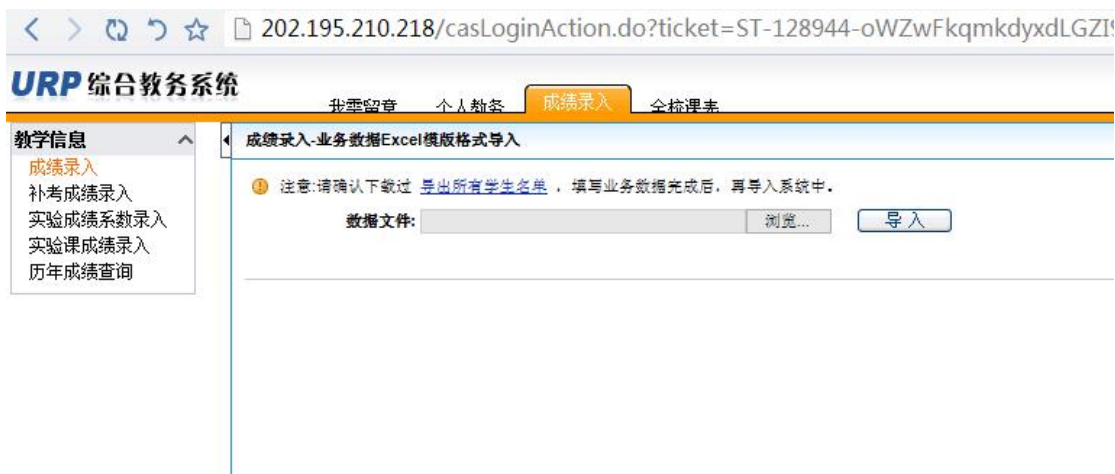 202.195.210.218/casLoginAction.do?ticket=ST-128944-oWZwFkqmkdyxdLGZIS
URP 综合教务系统
我要留言 个人教务 成绩录入 全校课表
教学信息
成绩录入
补考成绩录入
实验成绩系数录入
实验课成绩录入
历年成绩查询
成绩录入-业务数据Excel模版格式导入
注意:请确认下载过 导出所有学生名单 ，填写业务数据完成后，再导入系统中.
数据文件: 浏览... 导入